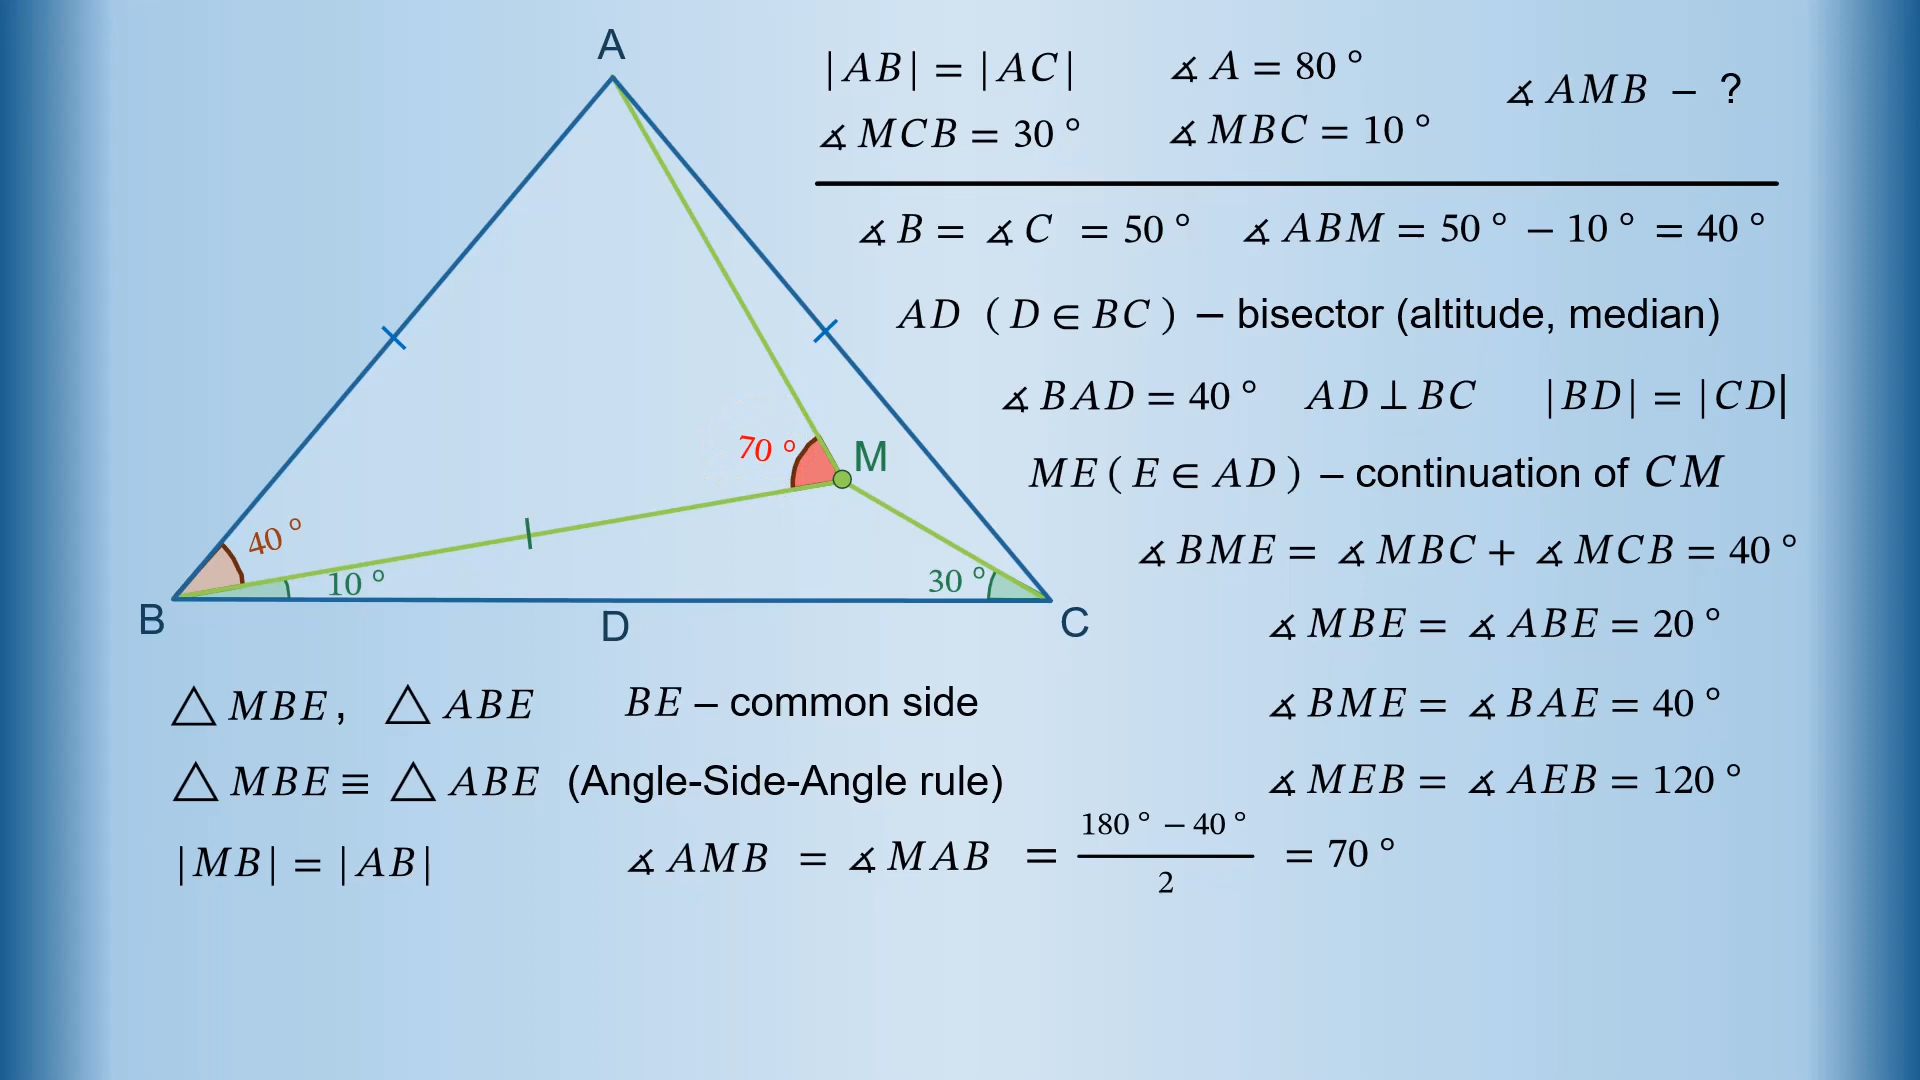 A
|AB| = |AC|   ∡ A = 80°   ∡ AMB – ?
∡ MCB = 30°   ∡ MBC = 10°
∡ B = ∡ C = 50°   ∡ ABM = 50° – 10° = 40°
AD ( D ∈ BC ) – bisector (altitude, median)
∡ BAD = 40°   AD ⊥ BC   |BD| = |CD|
70° M
ME ( E ∈ AD ) – continuation of CM
40°
∡ BME = ∡ MBC + ∡ MCB = 40°
10° 30°
B D C
∡ MBE = ∡ ABE = 20°
△ MBE, △ ABE   BE – common side
∡ BME = ∡ BAE = 40°
△ MBE ≡ △ ABE (Angle-Side-Angle rule)
∡ MEB = ∡ AEB = 120°
|MB| = |AB|   ∡ AMB = ∡ MAB = (180° – 40°)/2 = 70°